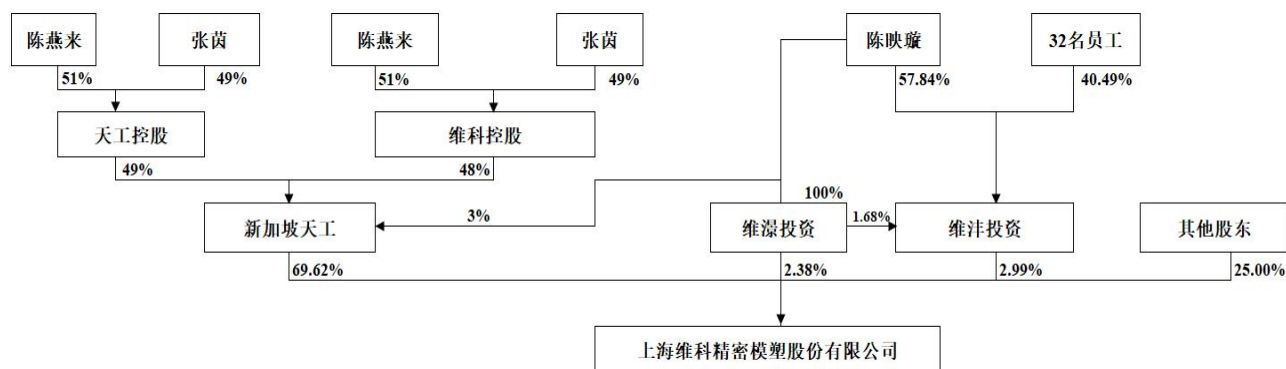 陈燕来
张茵
陈燕来
张茵
陈映璇
32名员工
51%
49%
51%
49%
57.84%
40.49%
天工控股
维科控股
49%
48%
100%
新加坡天工
3%
维澋投资
1.68%
维沣投资
其他股东
69.62%
2.38%
2.99%
25.00%
上海维科精密模塑股份有限公司